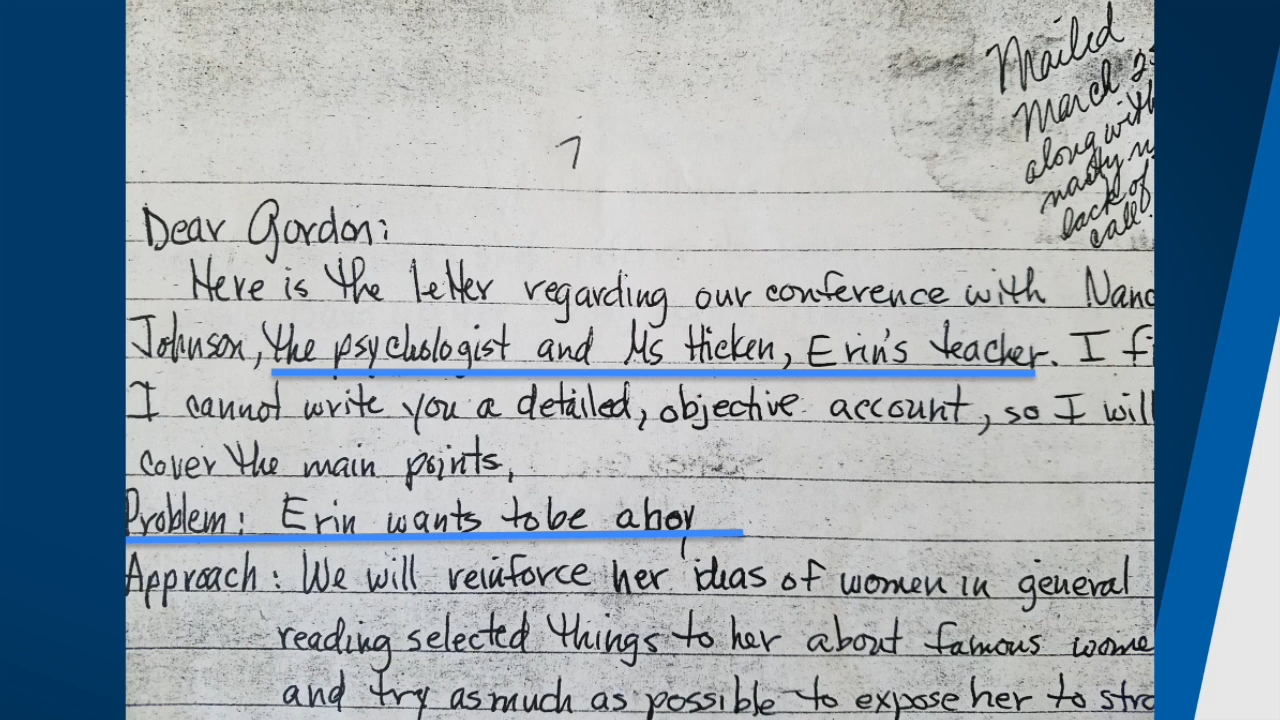 Mailed
March 2
along with
nasty n
lack of
call.
7
Dear Gordon:
Here is the letter regarding our conference with Nanc
Johnson, the psychologist and Ms Hicken, Erin's teacher. I fi
I cannot write you a detailed, objective account, so I will
cover the main points.
Problem: Erin wants to be a boy
Approach: We will reinforce her ideas of women in general
reading selected things to her about famous wome
and try as much as possible to expose her to stro